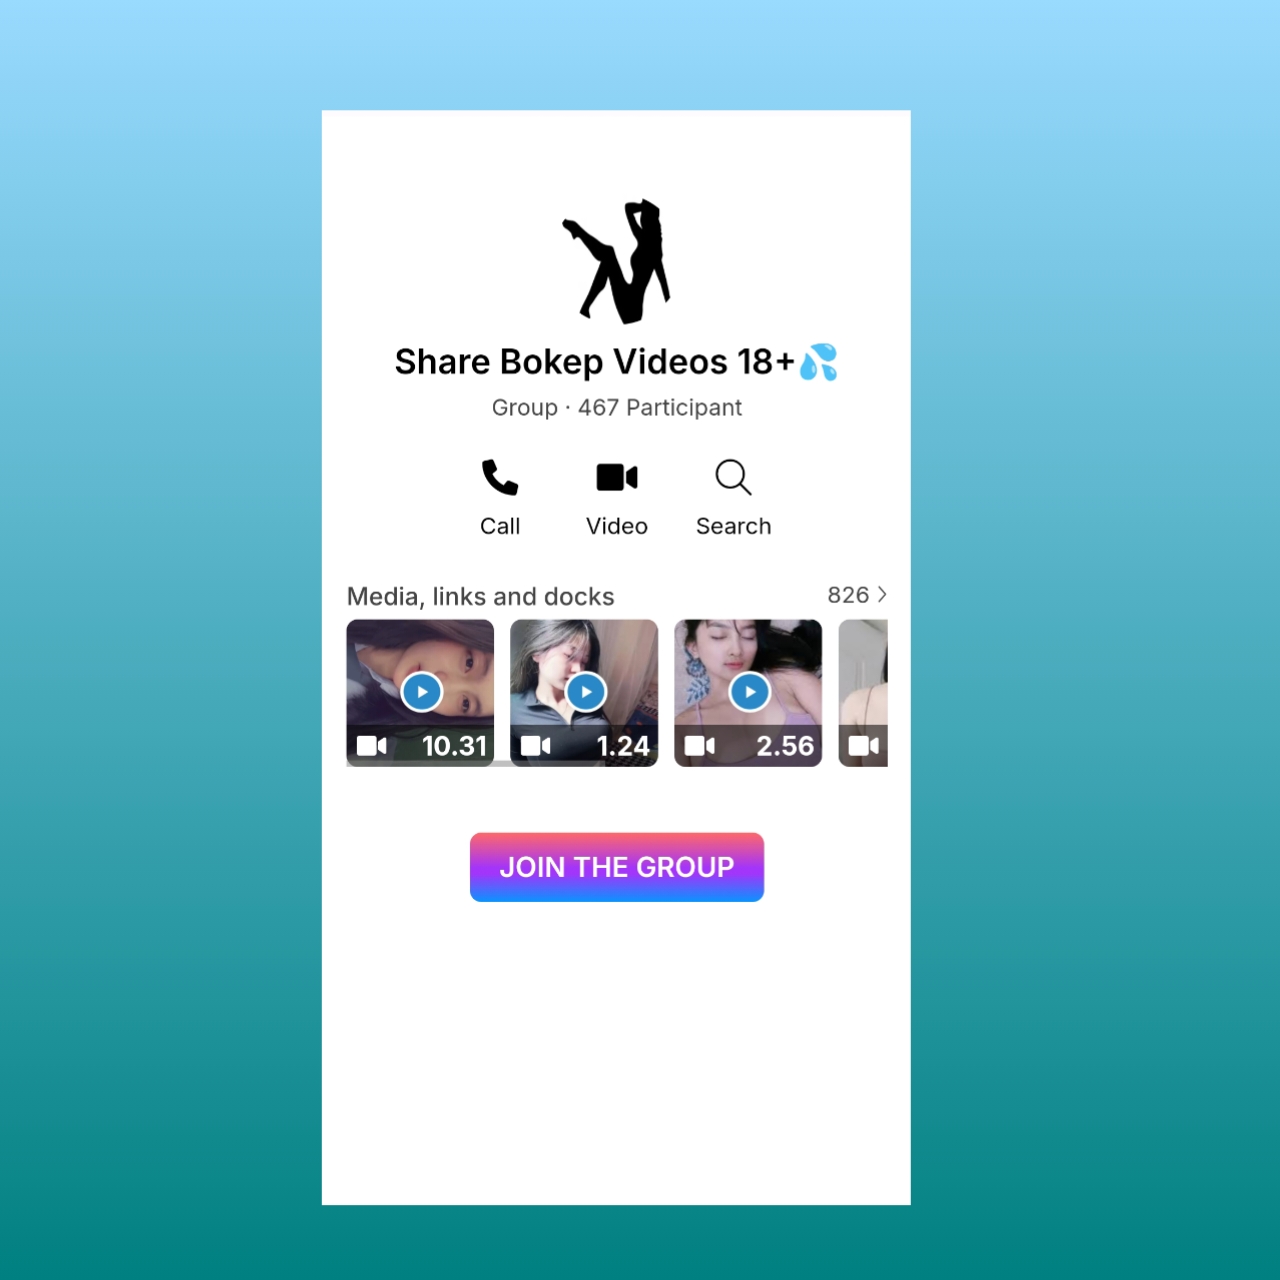 Share Bokep Videos 18+💦
Group · 467 Participant
Call Video Search
Media, links and docks 826
10.31 1.24 2.56
JOIN THE GROUP